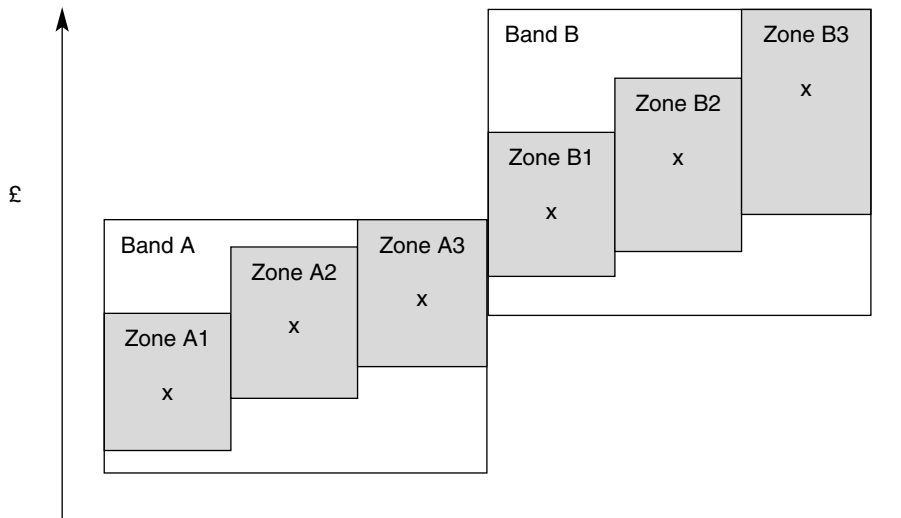 Band B
Zone B3
x
Zone B2
x
Zone B1
x
£
Band A
Zone A3
x
Zone A2
x
Zone A1
x